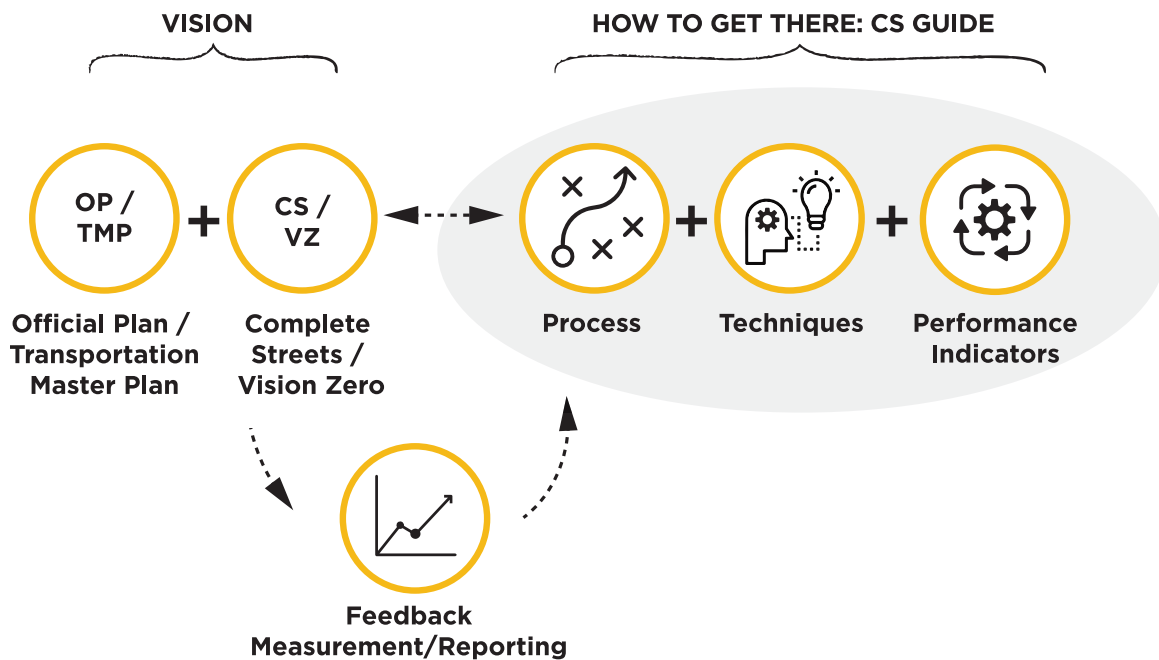 VISION
HOW TO GET THERE: CS GUIDE
OP /
TMP
CS /
VZ
Official Plan /
Transportation
Master Plan
Complete
Streets /
Vision Zero
Process
Techniques
Performance
Indicators
Feedback
Measurement/Reporting